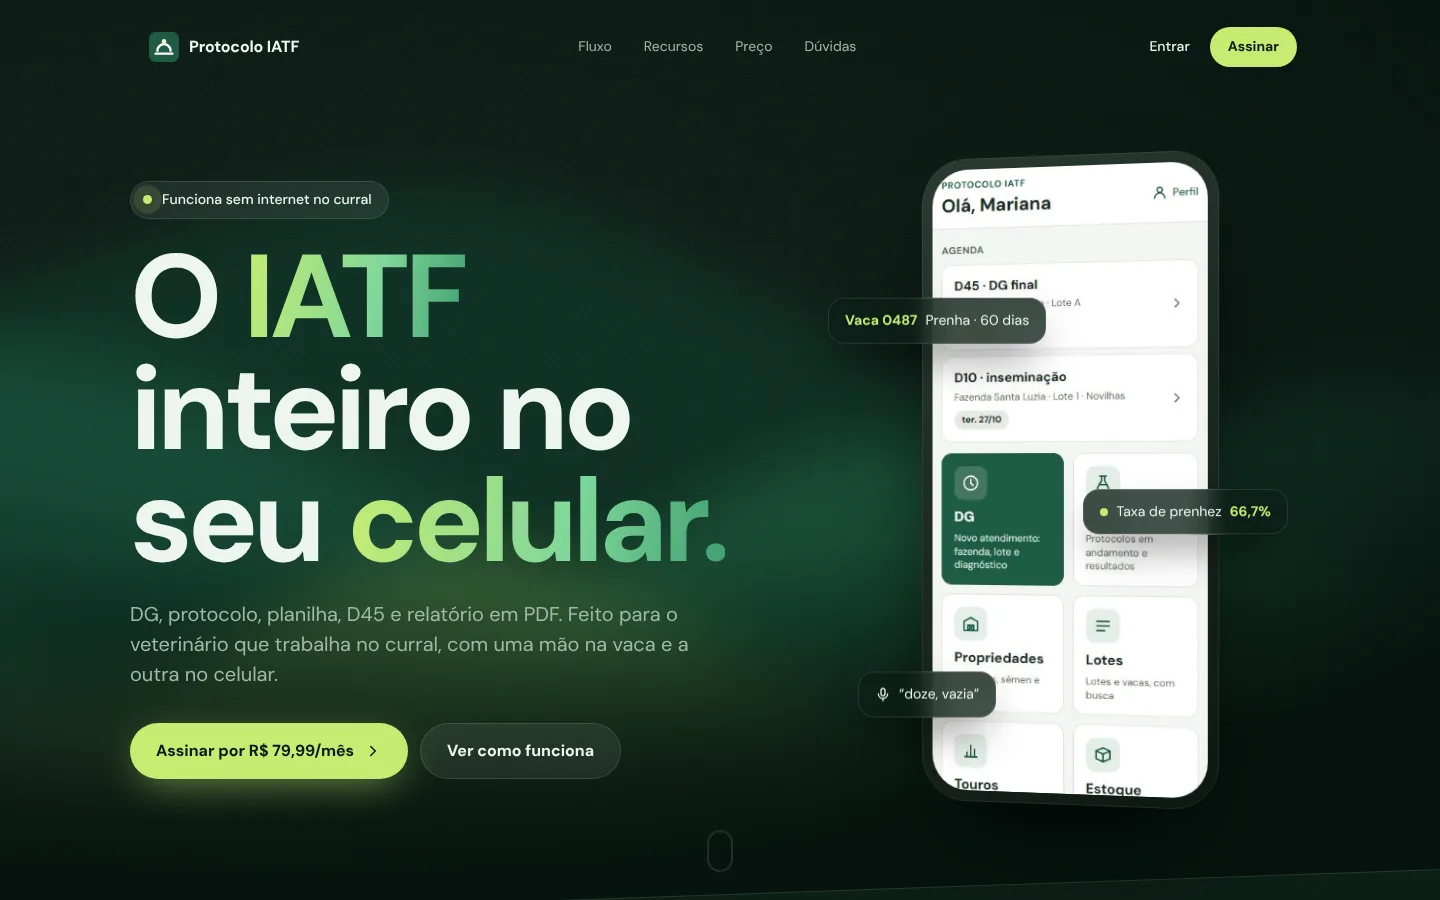 Protocolo IATF
Fluxo
Recursos
Preço
Dúvidas
Entrar
Assinar
Funciona sem internet no curral
O IATF
inteiro no
seu celular.
DG, protocolo, planilha, D45 e relatório em PDF. Feito para o
veterinário que trabalha no curral, com uma mão na vaca e a
outra no celular.
Assinar por R$ 79,99/mês
Ver como funciona
PROTOCOLO IATF
Olá, Mariana
Perfil
AGENDA
D45 · DG final
· Lote A
Vaca 0487 Prenha · 60 dias
D10 · inseminação
Fazenda Santa Luzia · Lote 1 · Novilhas
ter. 27/10
DG
Novo atendimento:
fazenda, lote e
diagnóstico
Taxa de prenhez 66,7%
Protocolos em
andamento e
resultados
Propriedades
sêmen e
"doze, vazia"
Lotes
Lotes e vacas, com
busca
Touros
Estoque